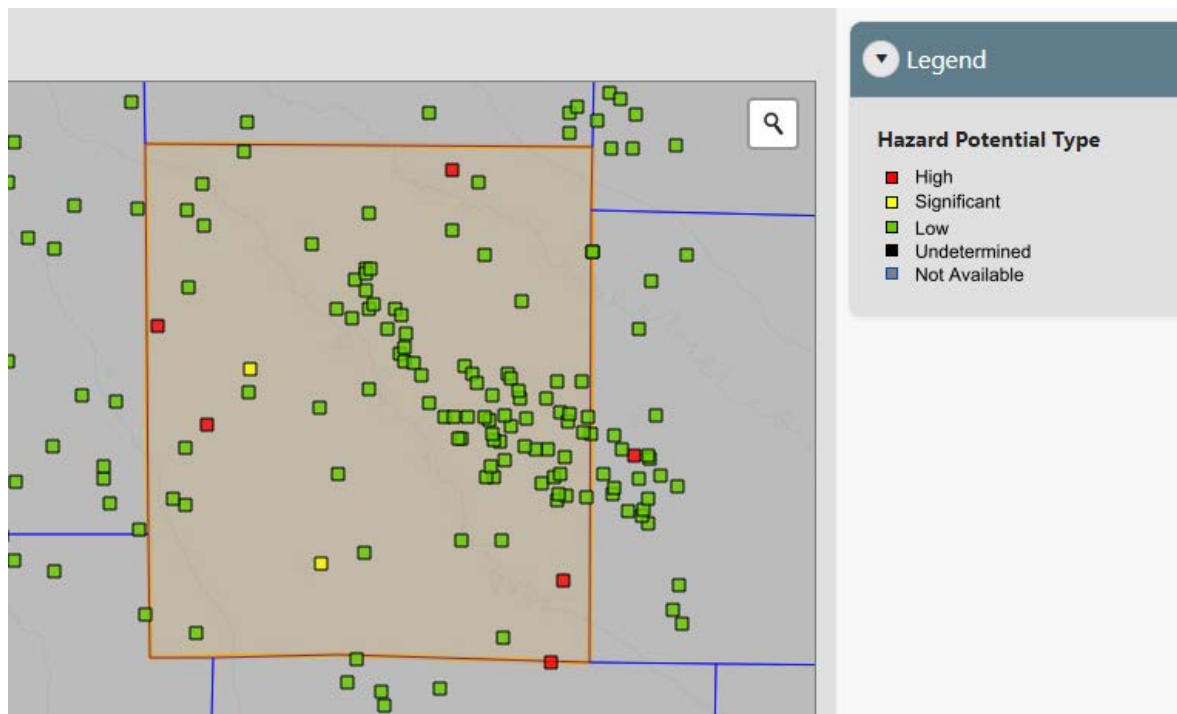 Legend
Hazard Potential Type
High
Significant
Low
Undetermined
Not Available